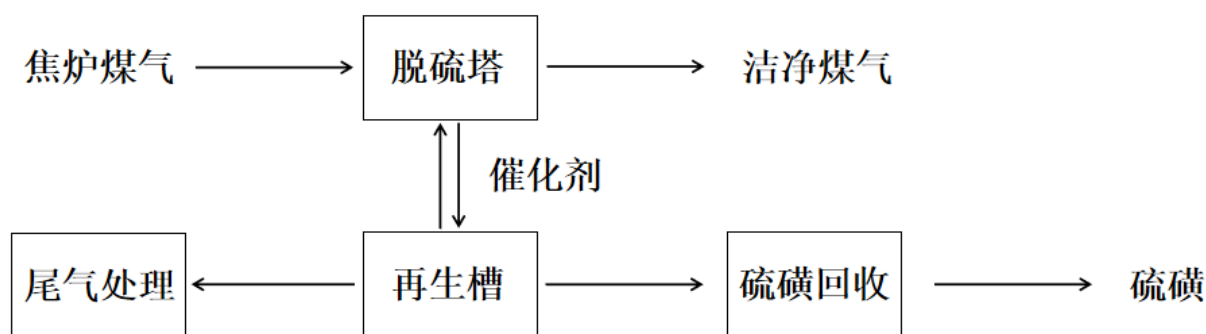 焦炉煤气
脱硫塔
洁净煤气
催化剂
尾气处理
再生槽
硫磺回收
硫磺